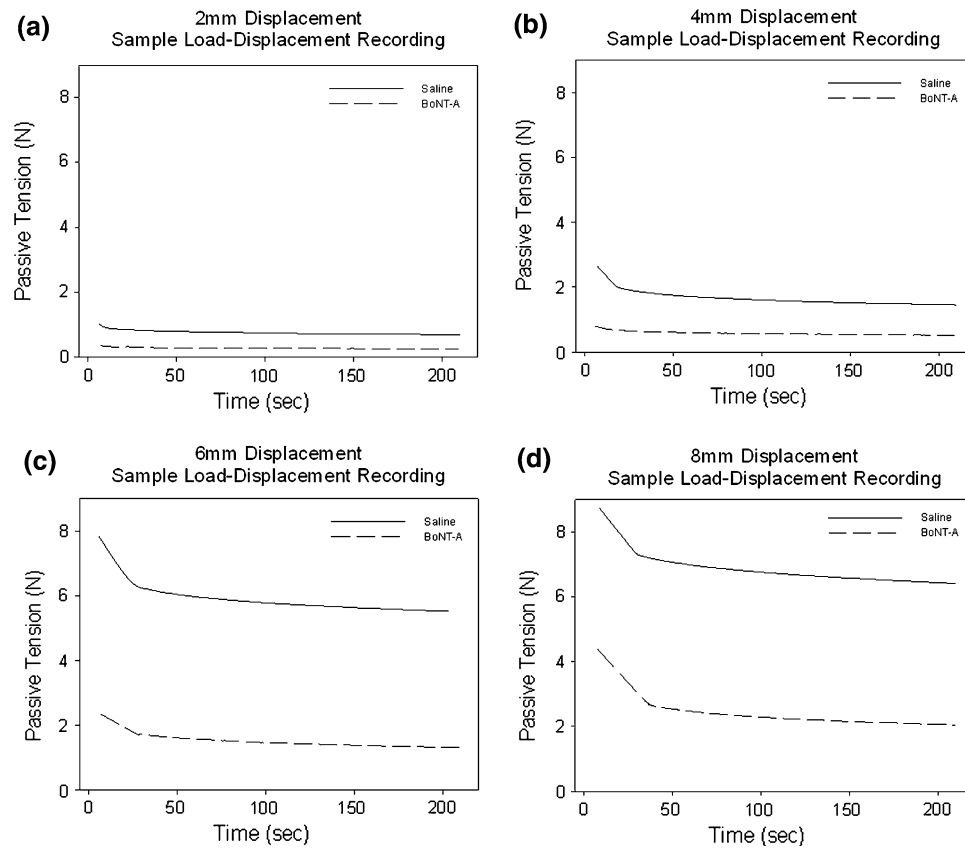 (a)
2mm Displacement
Sample Load-Displacement Recording
Saline
BoNT-A
Passive Tension (N)
8
6
4
2
0
0 50 100 150 200
Time (sec)
(b)
4mm Displacement
Sample Load-Displacement Recording
Saline
BoNT-A
Passive Tension (N)
8
6
4
2
0
0 50 100 150 200
Time (sec)
(c)
6mm Displacement
Sample Load-Displacement Recording
Saline
BoNT-A
Passive Tension (N)
8
6
4
2
0
0 50 100 150 200
Time (sec)
(d)
8mm Displacement
Sample Load-Displacement Recording
Saline
BoNT-A
Passive Tension (N)
8
6
4
2
0
0 50 100 150 200
Time (sec)